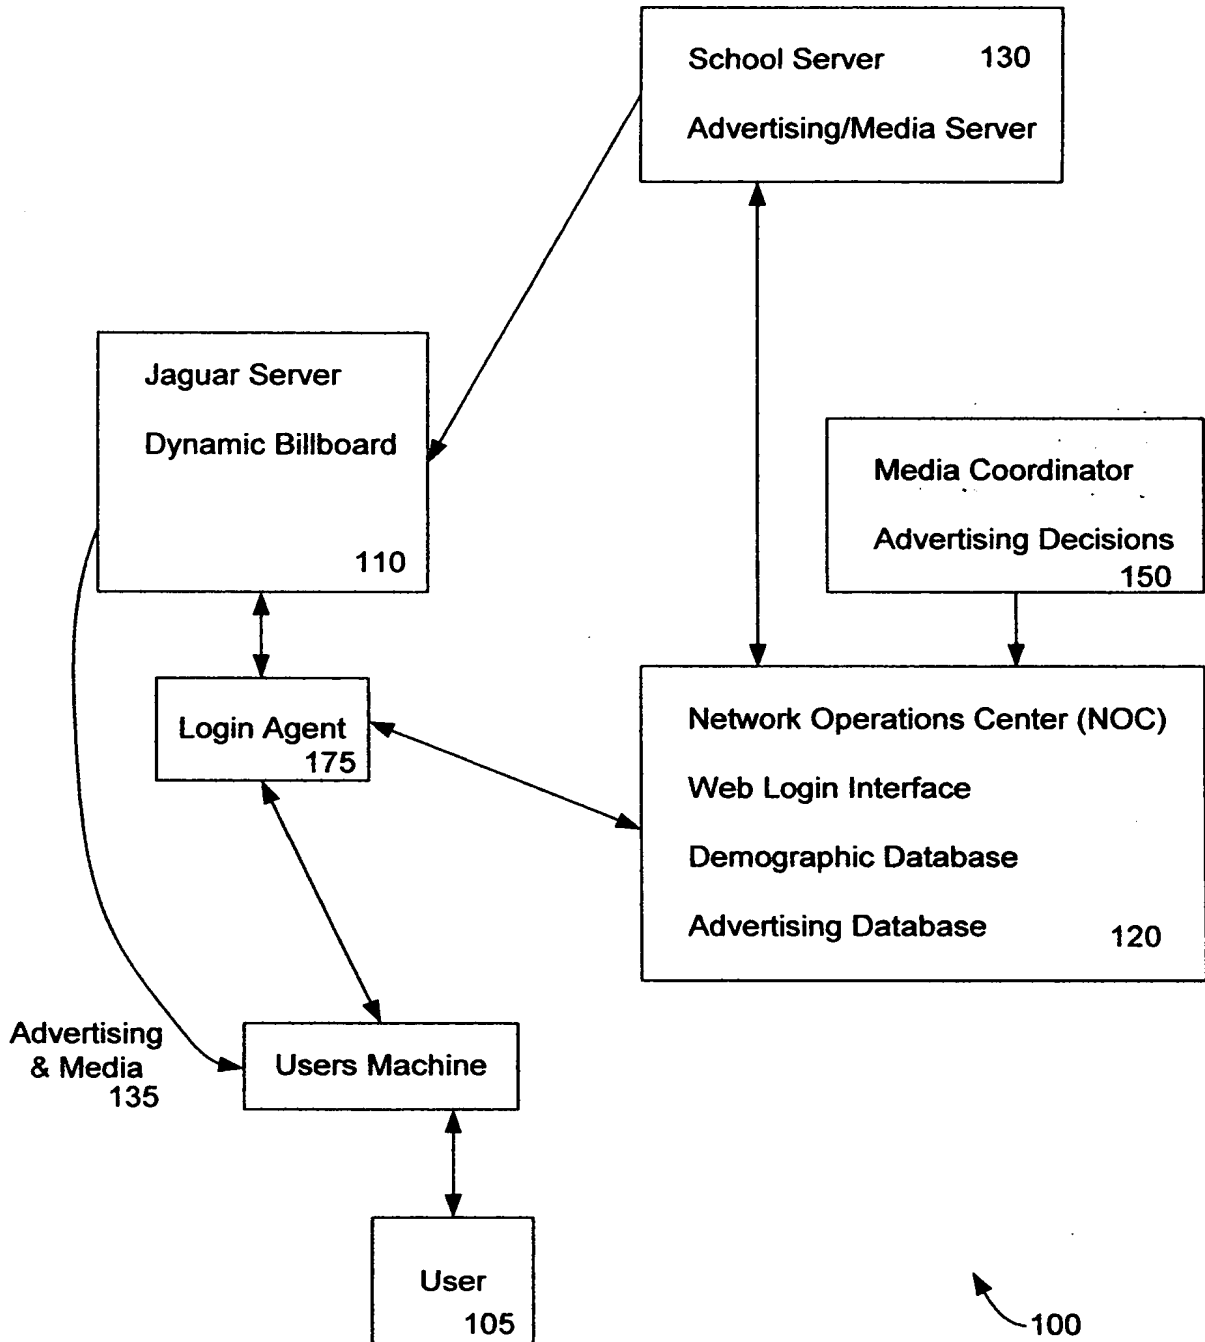 School Server 130
Advertising/Media Server
Jaguar Server
Dynamic Billboard
110
Media Coordinator
Advertising Decisions
150
Login Agent
175
Network Operations Center (NOC)
Web Login Interface
Demographic Database
Advertising Database 120
Advertising
& Media
135
Users Machine
User
105
100